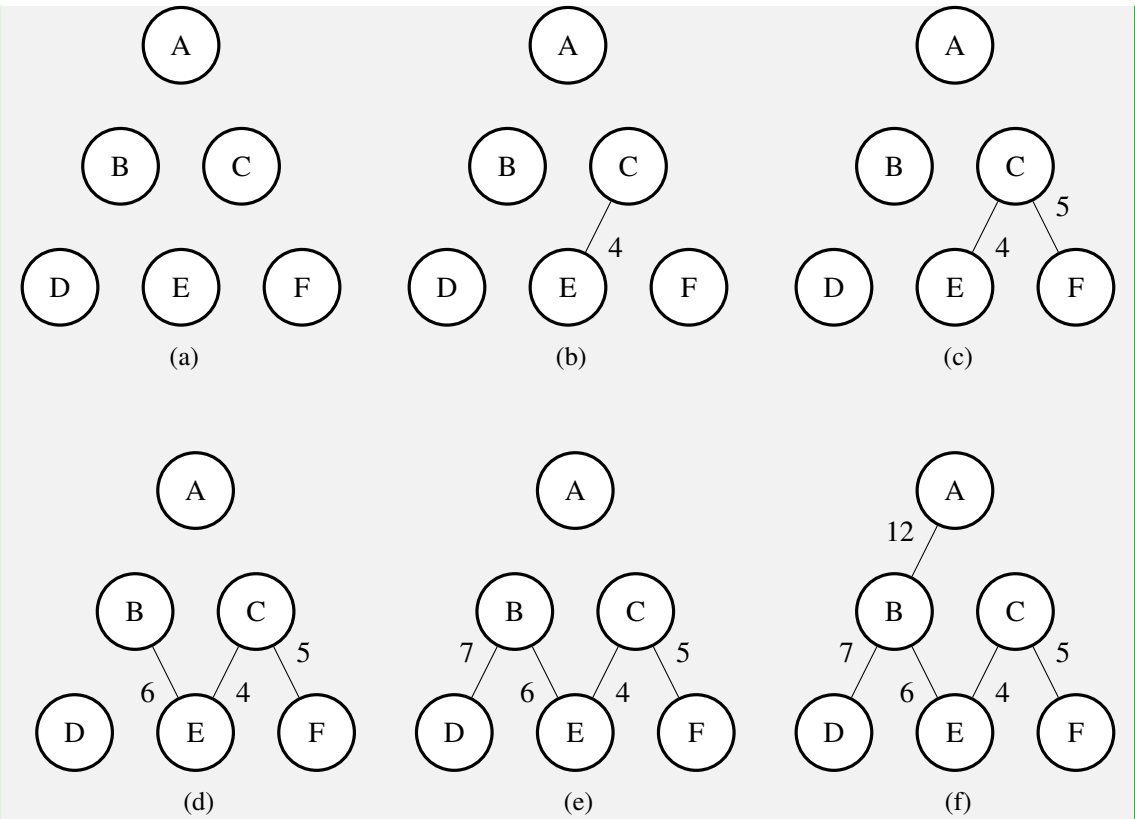 A A A
B C B C B C
5
4 4
D E F D E F D E F
(a) (b) (c)
A A A
12
B C B C B C
5 7 5 7 5
6 4 6 4 6 4
D E F D E F D E F
(d) (e) (f)